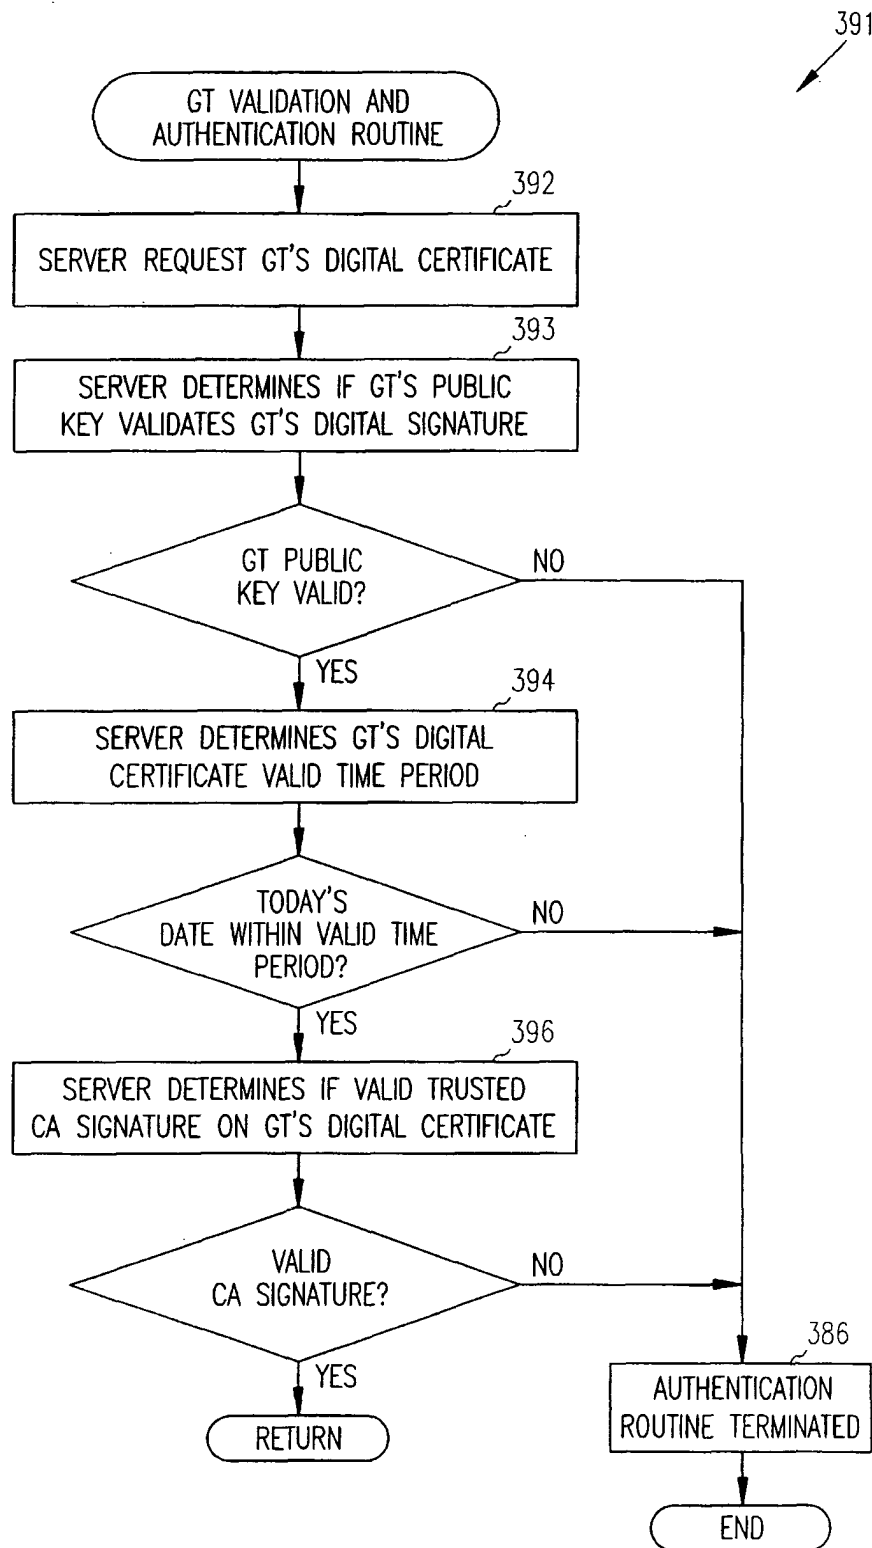 391
GT VALIDATION AND
AUTHENTICATION ROUTINE
392
SERVER REQUEST GT'S DIGITAL CERTIFICATE
393
SERVER DETERMINES IF GT'S PUBLIC
KEY VALIDATES GT'S DIGITAL SIGNATURE
GT PUBLIC
KEY VALID?
NO
YES
394
SERVER DETERMINES GT'S DIGITAL
CERTIFICATE VALID TIME PERIOD
TODAY'S
DATE WITHIN VALID TIME
PERIOD?
NO
YES
396
SERVER DETERMINES IF VALID TRUSTED
CA SIGNATURE ON GT'S DIGITAL CERTIFICATE
VALID
CA SIGNATURE?
NO
YES
RETURN
386
AUTHENTICATION
ROUTINE TERMINATED
END